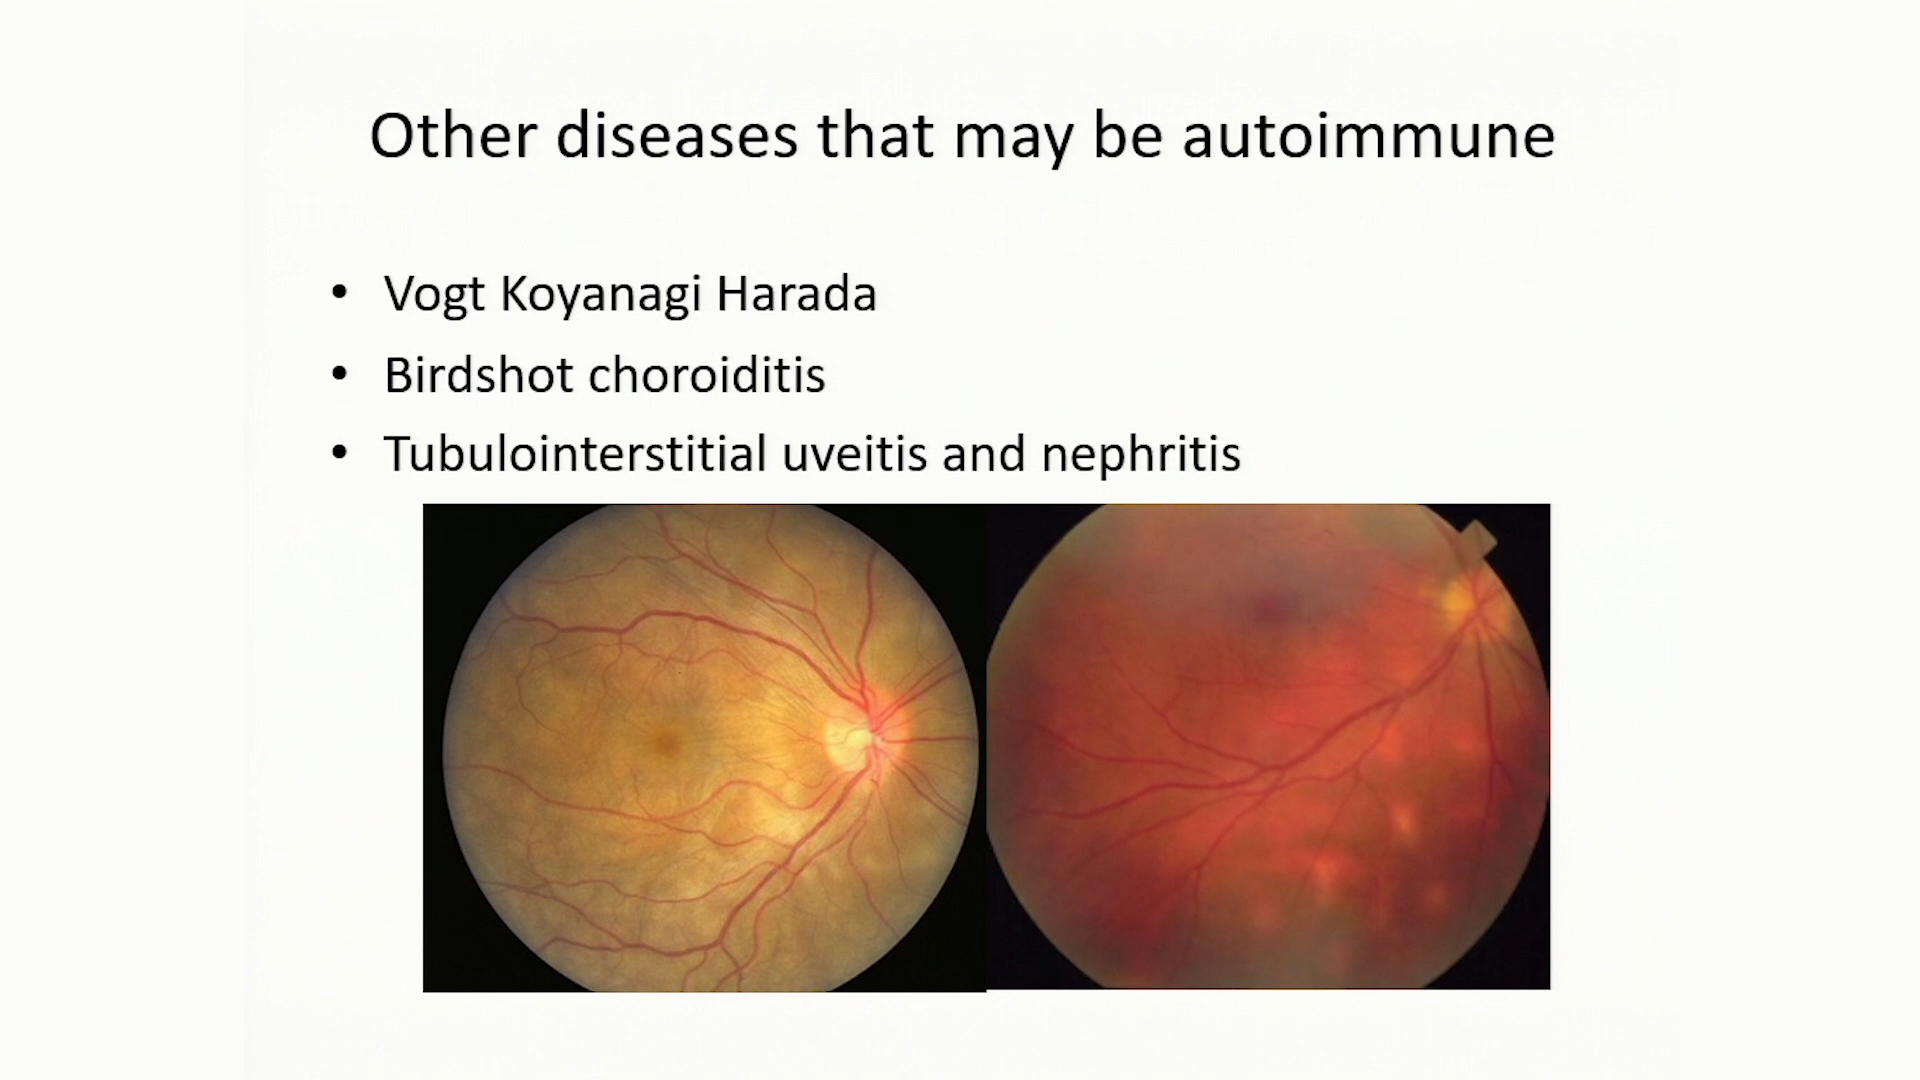 Other diseases that may be autoimmune
• Vogt Koyanagi Harada
• Birdshot choroiditis
• Tubulointerstitial uveitis and nephritis